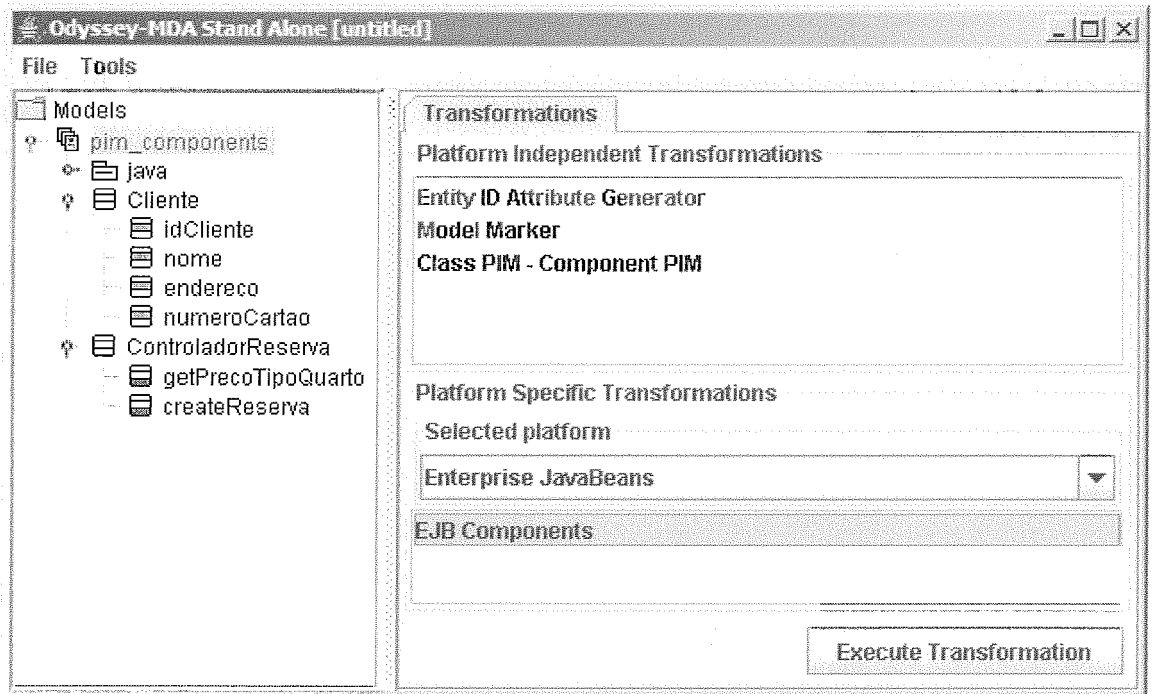 Odyssey-MDA Stand Alone [untitled]
File Tools
Models
pim_components
java
Cliente
idCliente
nome
endereco
numeroCartao
ControladorReserva
getPrecoTipoQuarto
createReserva
Transformations
Platform Independent Transformations
Entity ID Attribute Generator
Model Marker
Class PIM - Component PIM
Platform Specific Transformations
Selected platform
Enterprise JavaBeans
EJB Components
Execute Transformation